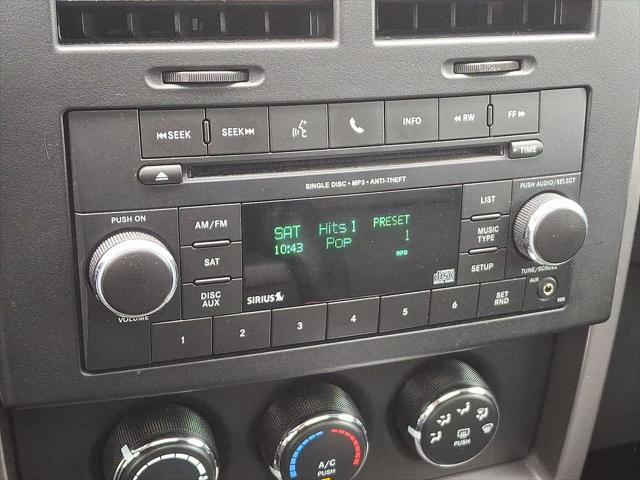 SEEK SEEK INFO RW FF
TIME
SINGLE DISC • MP3 • ANTI-THEFT
PUSH ON
VOLUME
AM/FM
SAT
DISC AUX
SAT Hits 1 PRESET
10:43 Pop 1
INFO
SIRIUS
LIST
MUSIC TYPE
SETUP
PUSH AUDIO/SELECT
TUNE/SCROLL
AUX
1 2 3 4 5 6 SET RND
A/C
PUSH
PUSH